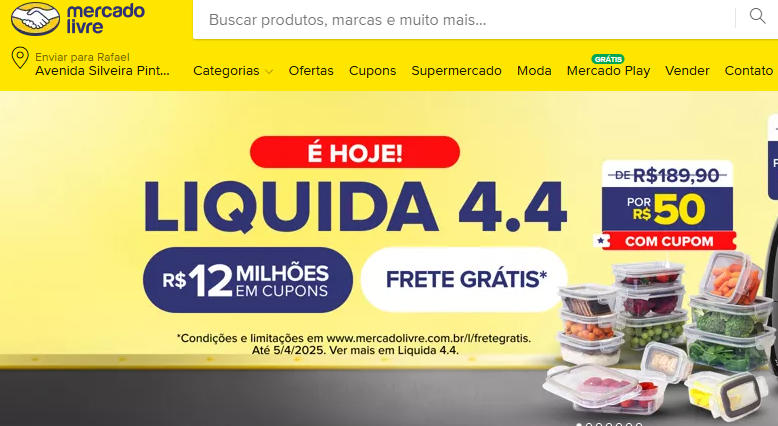 mercado
livre
Buscar produtos, marcas e muito mais...
Enviar para Rafael
Avenida Silveira Pint...
Categorias
Ofertas
Cupons
Supermercado
Moda
GRÁTIS
Mercado Play
Vender
Contato
É HOJE!
LIQUIDA 4.4
R$ 12 MILHÕES
EM CUPONS
FRETE GRÁTIS*
DE R$189,90
POR
R$ 50
COM CUPOM
*Condições e limitações em www.mercadolivre.com.br/l/fretegratis.
Até 5/4/2025. Ver mais em Liquida 4.4.